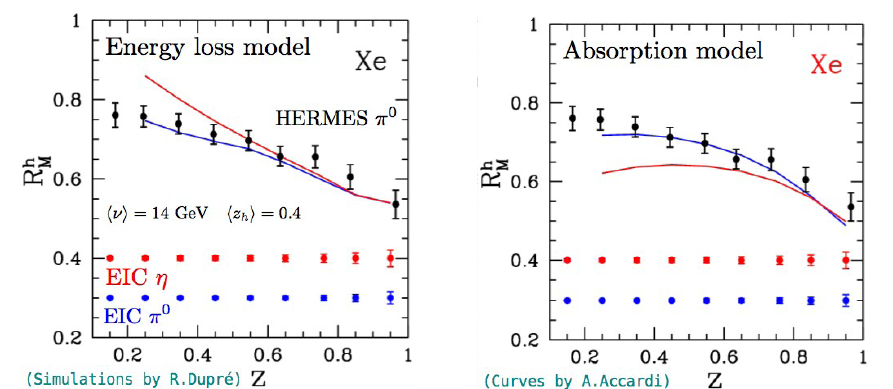 1
0.8
0.6
0.4
0.2
R_M^h
Energy loss model
Xe
HERMES π⁰
⟨ν⟩ = 14 GeV ⟨z_h⟩ = 0.4
EIC η
EIC π⁰
0.2 0.4 0.6 0.8 1
(Simulations by R.Dupré) Z
1
0.8
0.6
0.4
0.2
R_M^h
Absorption model
Xe
0.2 0.4 0.6 0.8 1
(Curves by A.Accardi) Z